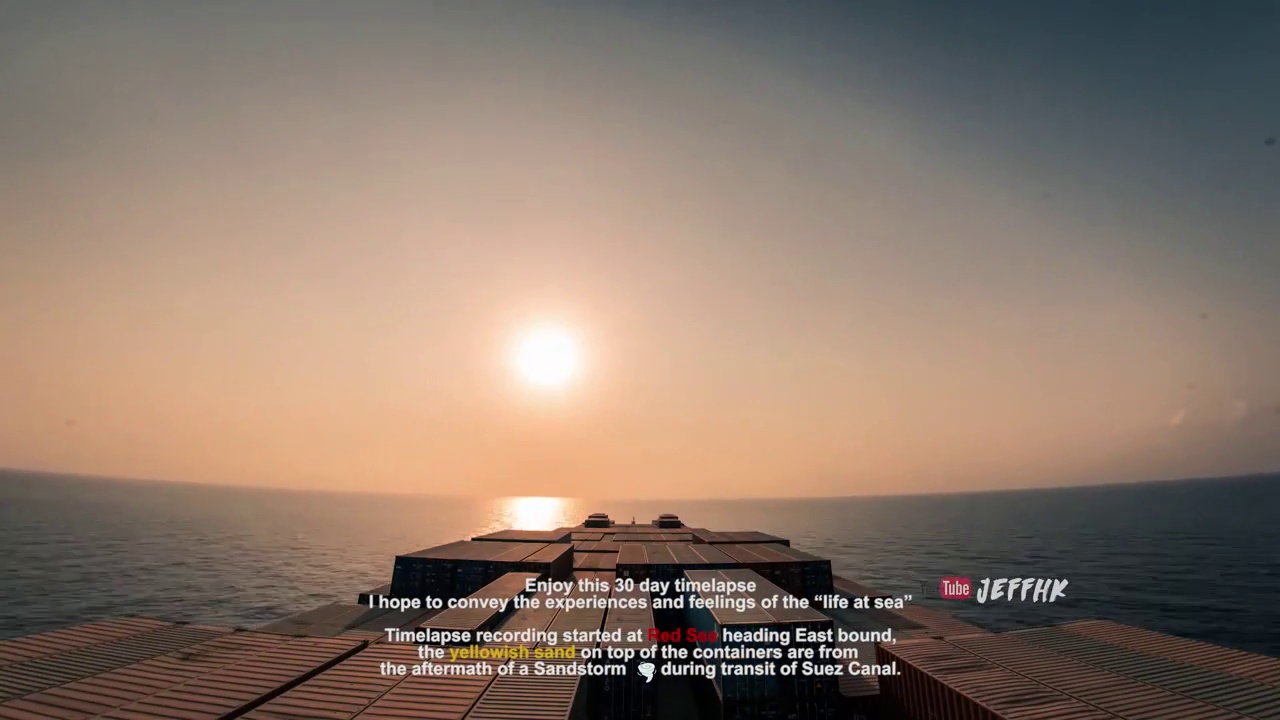 Enjoy this 30 day timelapse
I hope to convey the experiences and feelings of the “life at sea”
Tube JEFFHK
Timelapse recording started at Red Sea heading East bound,
the yellowish sand on top of the containers are from
the aftermath of a Sandstorm during transit of Suez Canal.